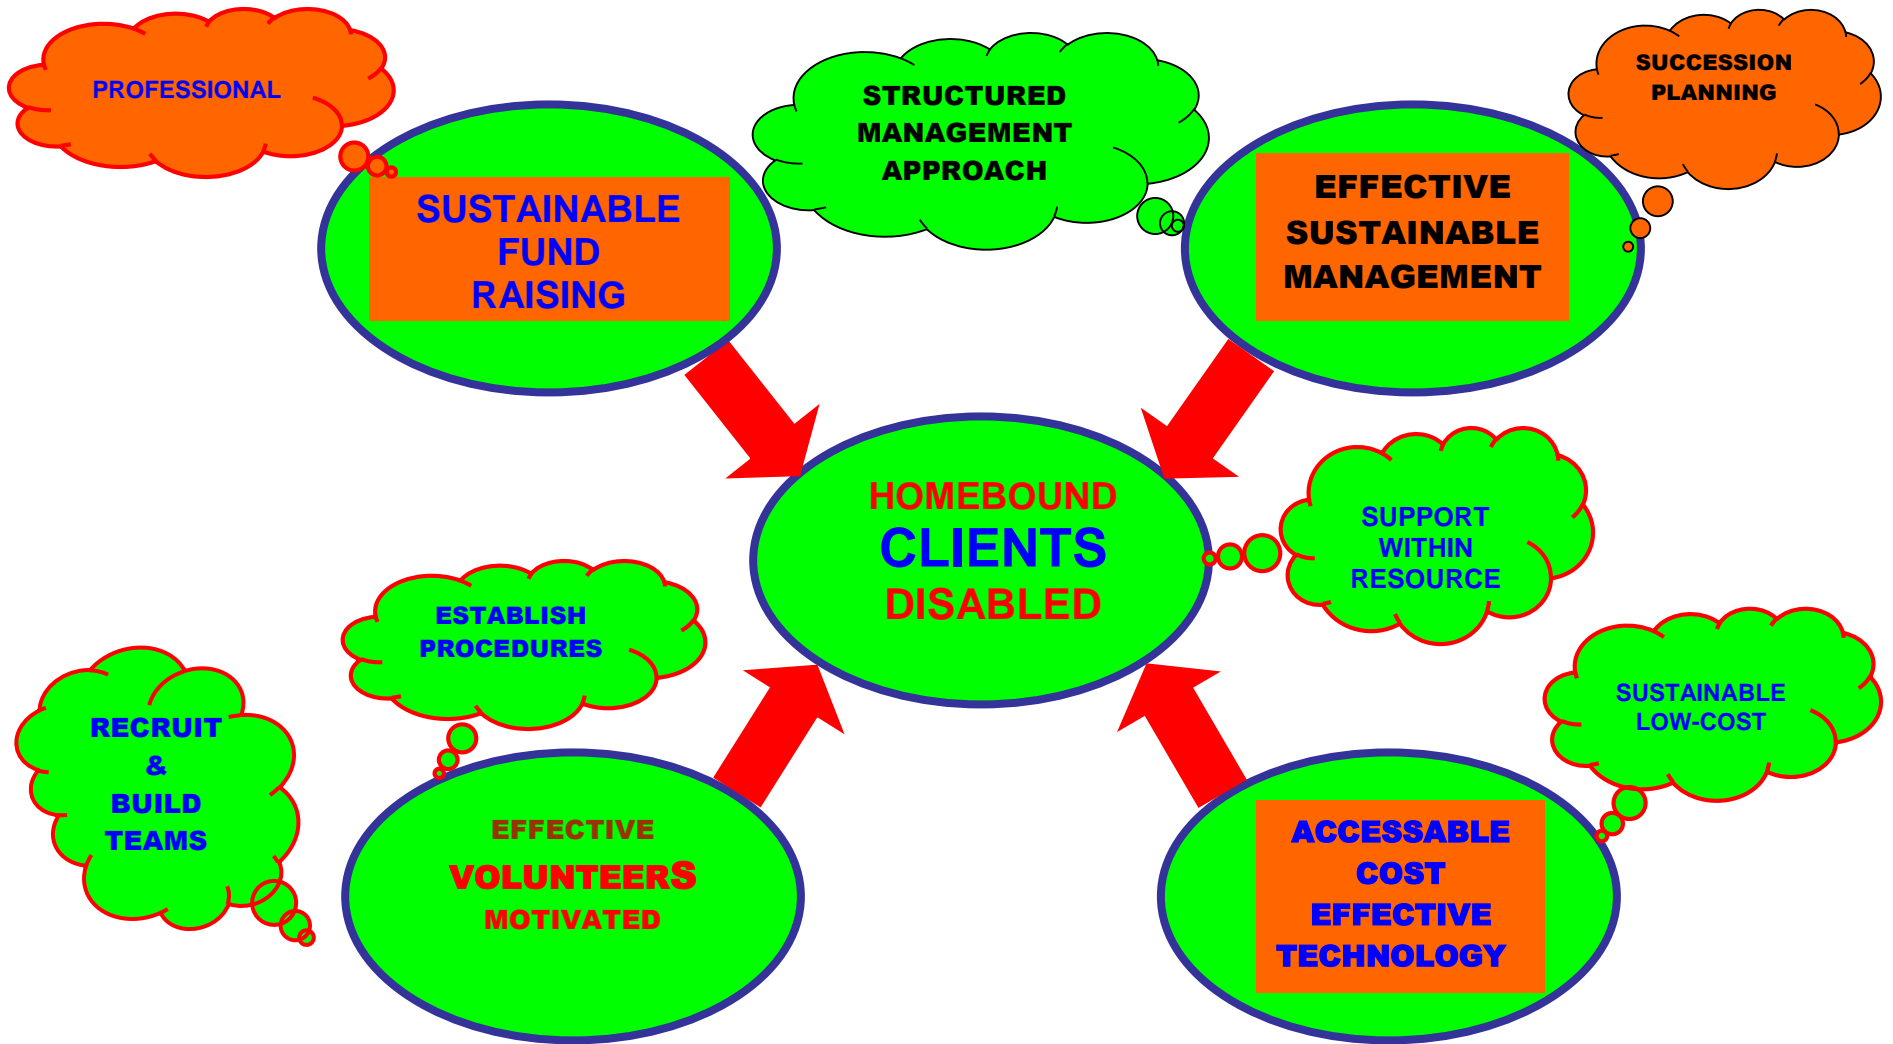 PROFESSIONAL
SUSTAINABLE
FUND
RAISING
STRUCTURED
MANAGEMENT
APPROACH
EFFECTIVE
SUSTAINABLE
MANAGEMENT
SUCCESSION
PLANNING
HOMEBOUND
CLIENTS
DISABLED
SUPPORT
WITHIN
RESOURCE
ESTABLISH
PROCEDURES
RECRUIT
&
BUILD
TEAMS
EFFECTIVE
VOLUNTEERS
MOTIVATED
SUSTAINABLE
LOW-COST
ACCESSABLE
COST
EFFECTIVE
TECHNOLOGY